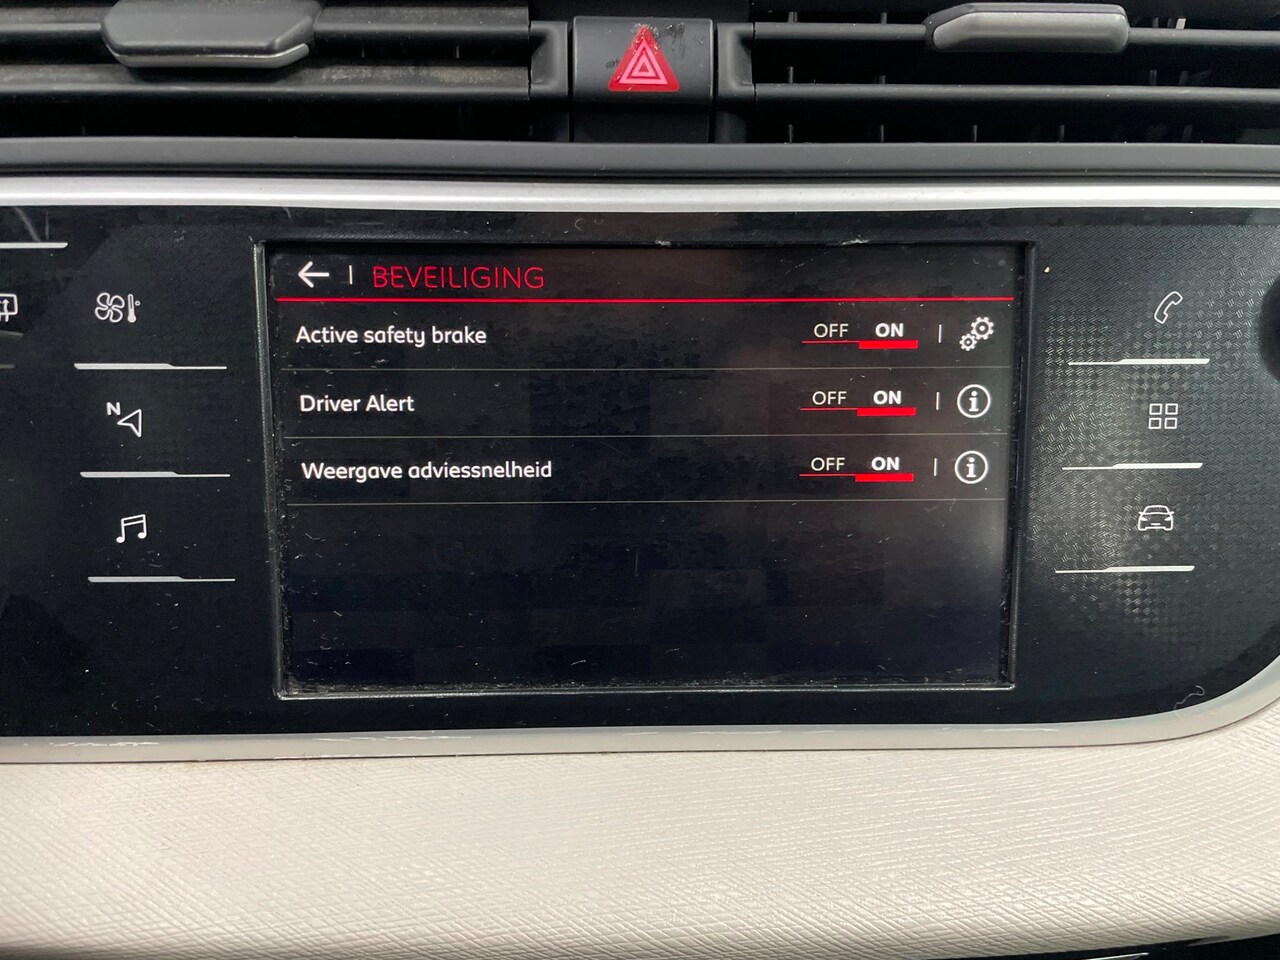 BEVEILIGING
Active safety brake OFF ON
Driver Alert OFF ON
Weergave adviessnelheid OFF ON
N